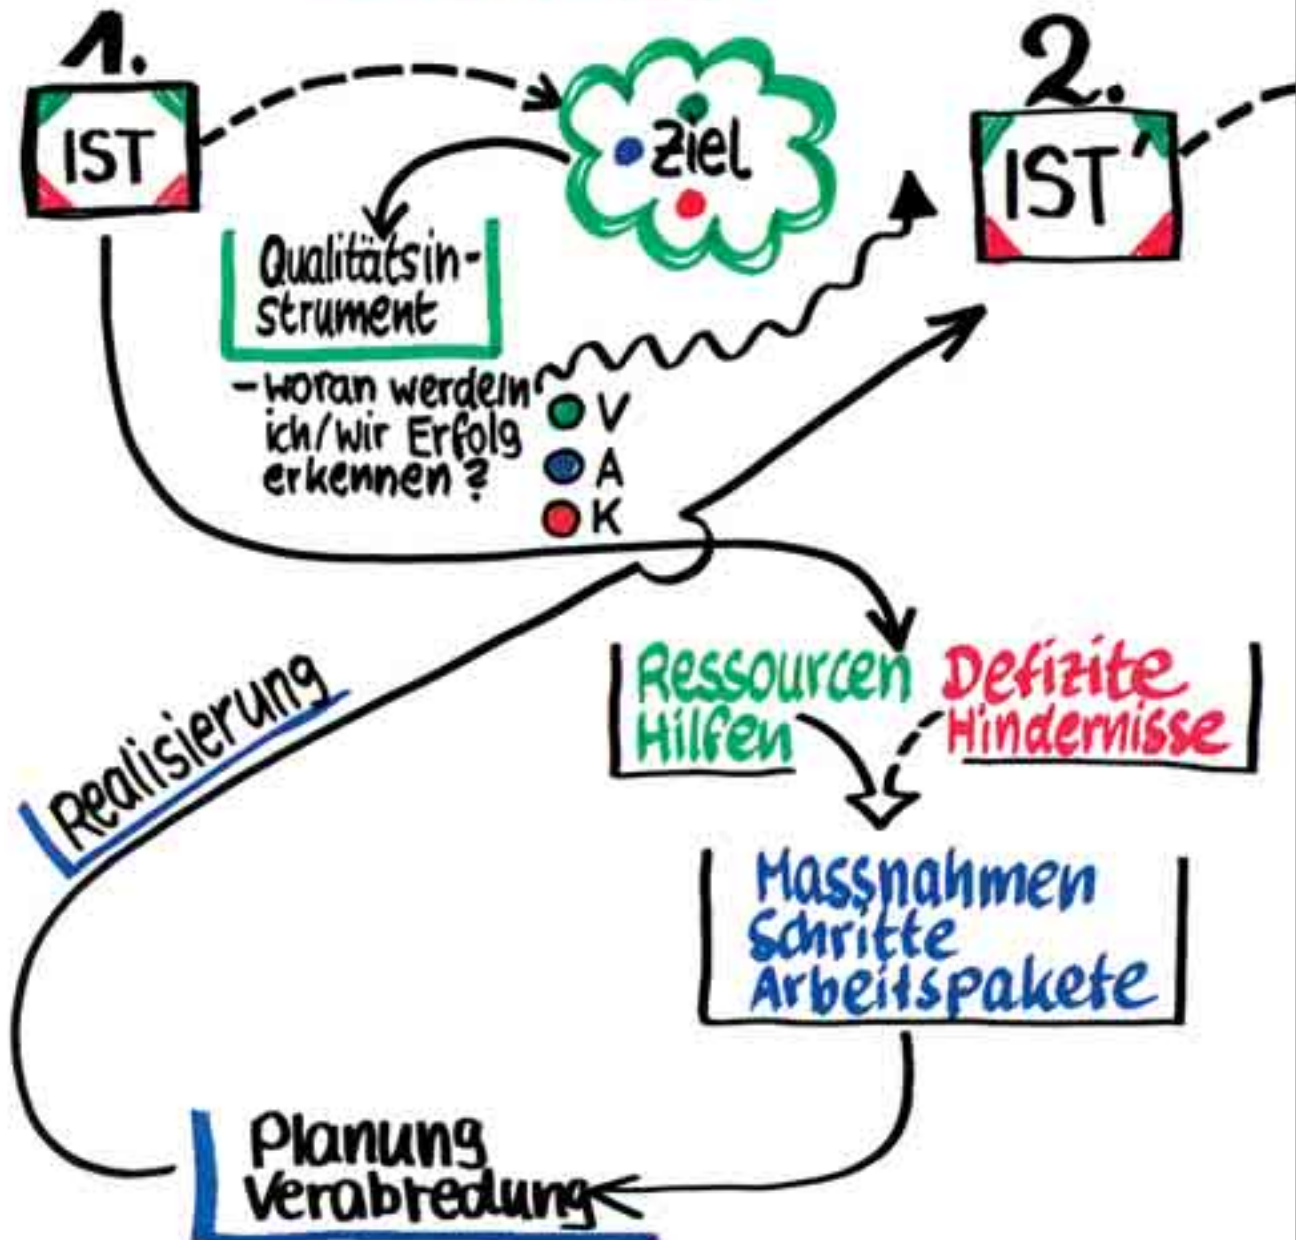 1.
IST
Ziel
2.
IST'
Qualitätsin-
strument
- woran werde/n
ich/wir Erfolg
erkennen?
V
A
K
Ressourcen
Hilfen
Defizite
Hindernisse
Realisierung
Massnahmen
Schritte
Arbeitspakete
Planung
Verabredung